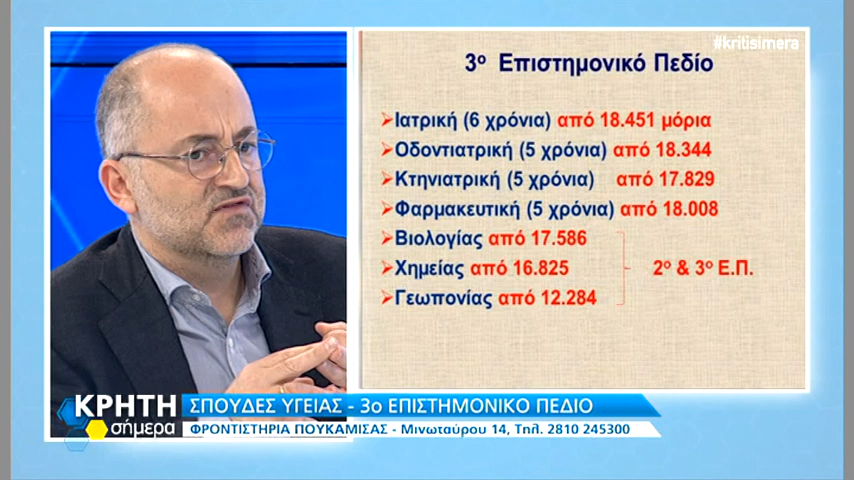 #kritisimera
3ο Επιστημονικό Πεδίο
➤Ιατρική (6 χρόνια) από 18.451 μόρια
➤Οδοντιατρική (5 χρόνια) από 18.344
➤Κτηνιατρική (5 χρόνια) από 17.829
➤Φαρμακευτική (5 χρόνια) από 18.008
➤Βιολογίας από 17.586
➤Χημείας από 16.825
2ο & 3ο Ε.Π.
➤Γεωπονίας από 12.284
ΚΡΗΤΗ
σήμερα
ΣΠΟΥΔΕΣ ΥΓΕΙΑΣ - 3ο ΕΠΙΣΤΗΜΟΝΙΚΟ ΠΕΔΙΟ
ΦΡΟΝΤΙΣΤΗΡΙΑ ΠΟΥΚΑΜΙΣΑΣ - Μινωταύρου 14, Τηλ. 2810 245300